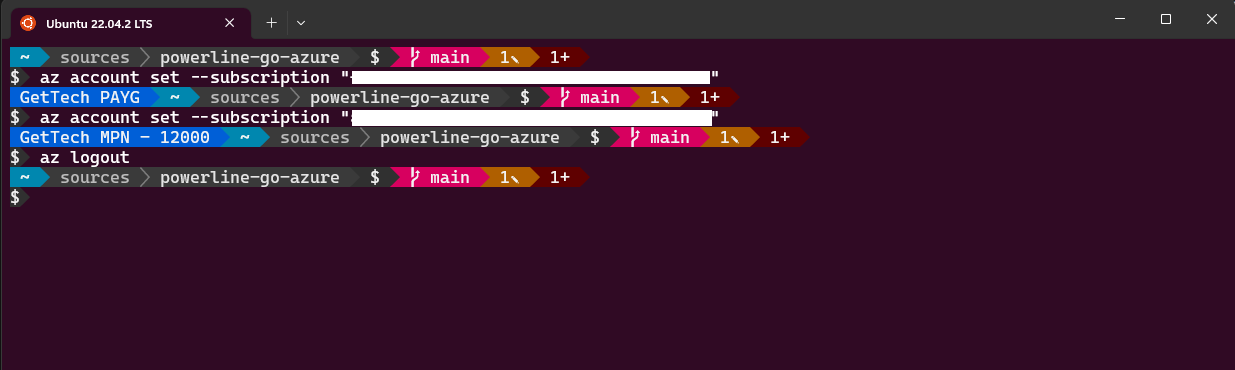 Ubuntu 22.04.2 LTS
~ sources powerline-go-azure $ main 1✎ 1+
$ az account set --subscription " "
GetTech PAYG ~ sources powerline-go-azure $ main 1✎ 1+
$ az account set --subscription " "
GetTech MPN - 12000 ~ sources powerline-go-azure $ main 1✎ 1+
$ az logout
~ sources powerline-go-azure $ main 1✎ 1+
$